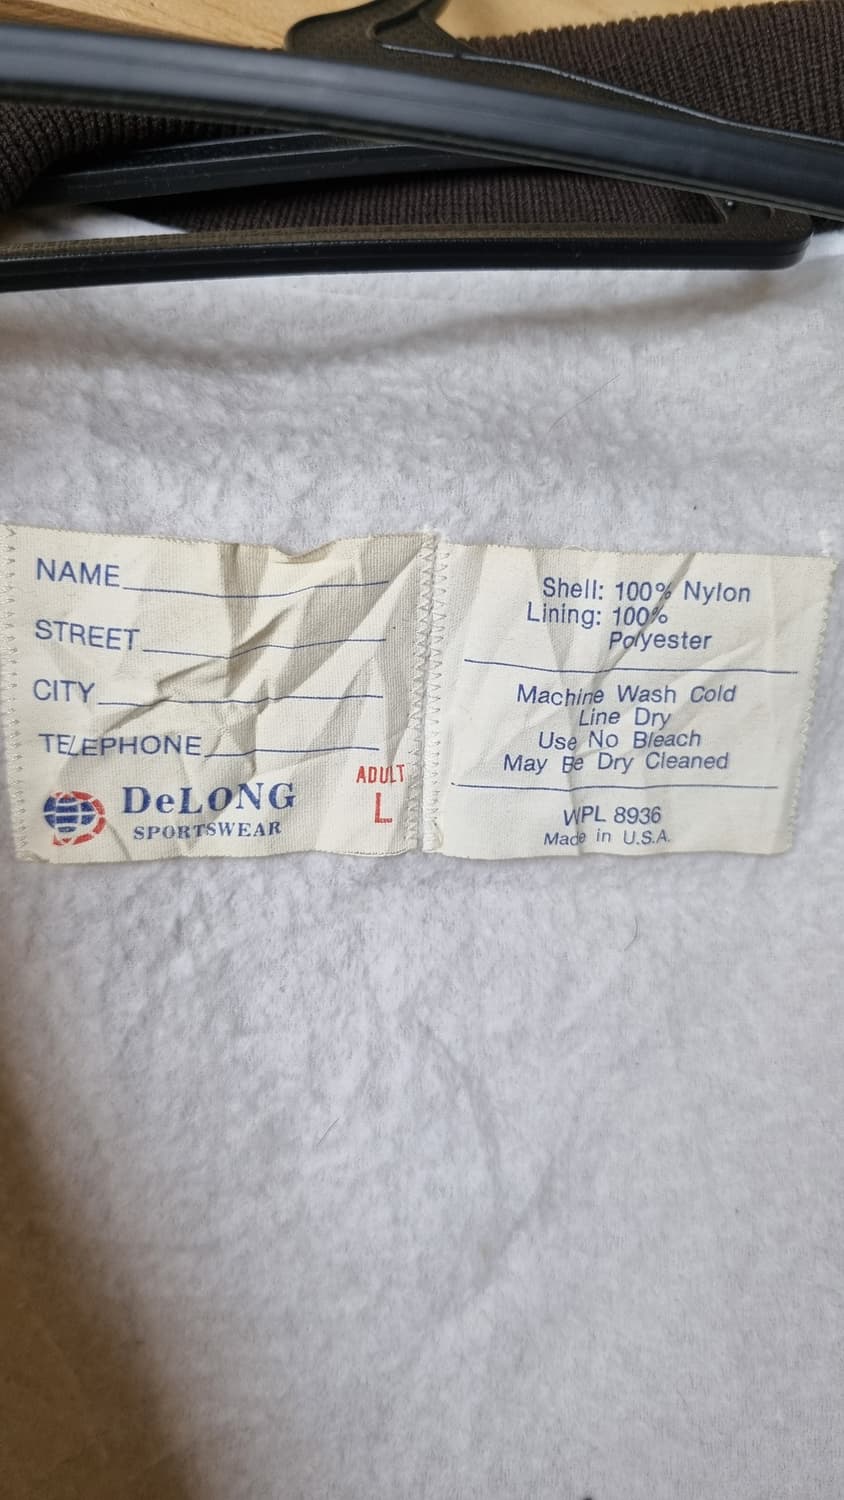 NAME
STREET
CITY
TELEPHONE
ADULT
L
DeLONG
SPORTSWEAR
Shell: 100% Nylon
Lining: 100%
Polyester
Machine Wash Cold
Line Dry
Use No Bleach
May Be Dry Cleaned
WPL 8936
Made in U.S.A.